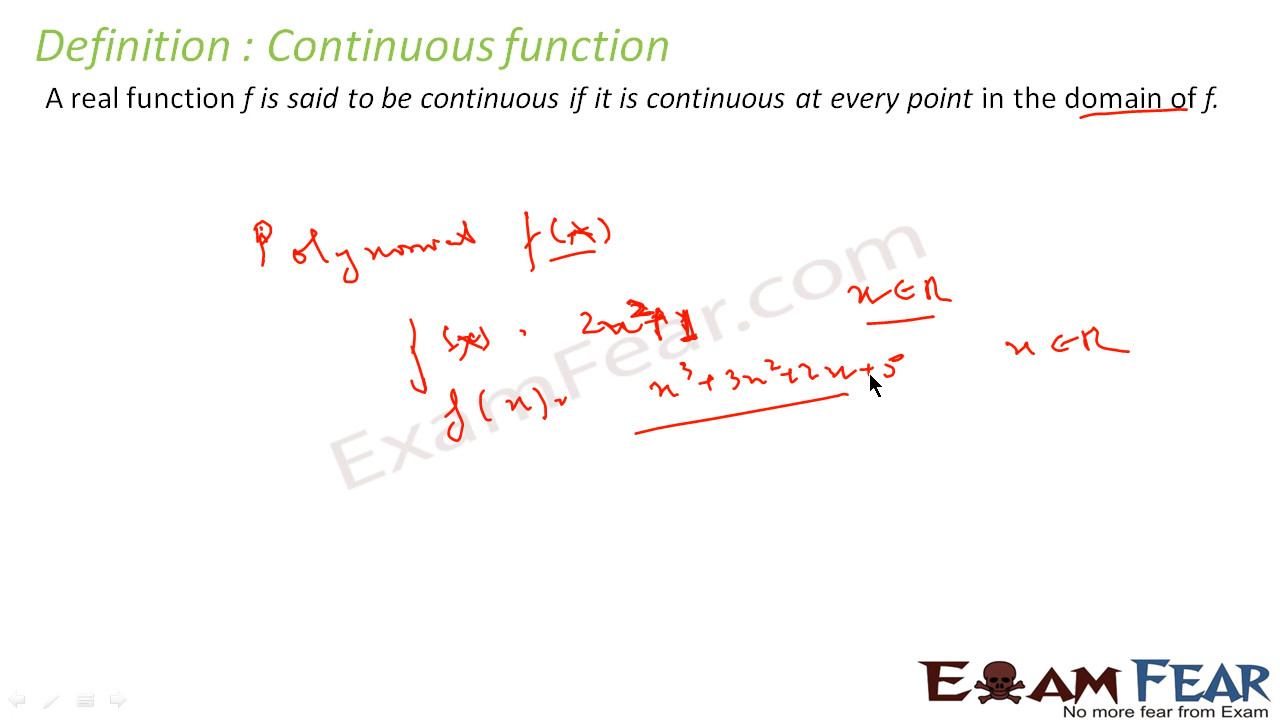 Definition : Continuous function
A real function f is said to be continuous if it is continuous at every point in the domain of f.
Polynomial f(x)
f(x) = 2x²+1 x∈R
f(x) = x³+3x²+2x+5 x∈R
ExamFear.com
EXAM FEAR
No more fear from Exam